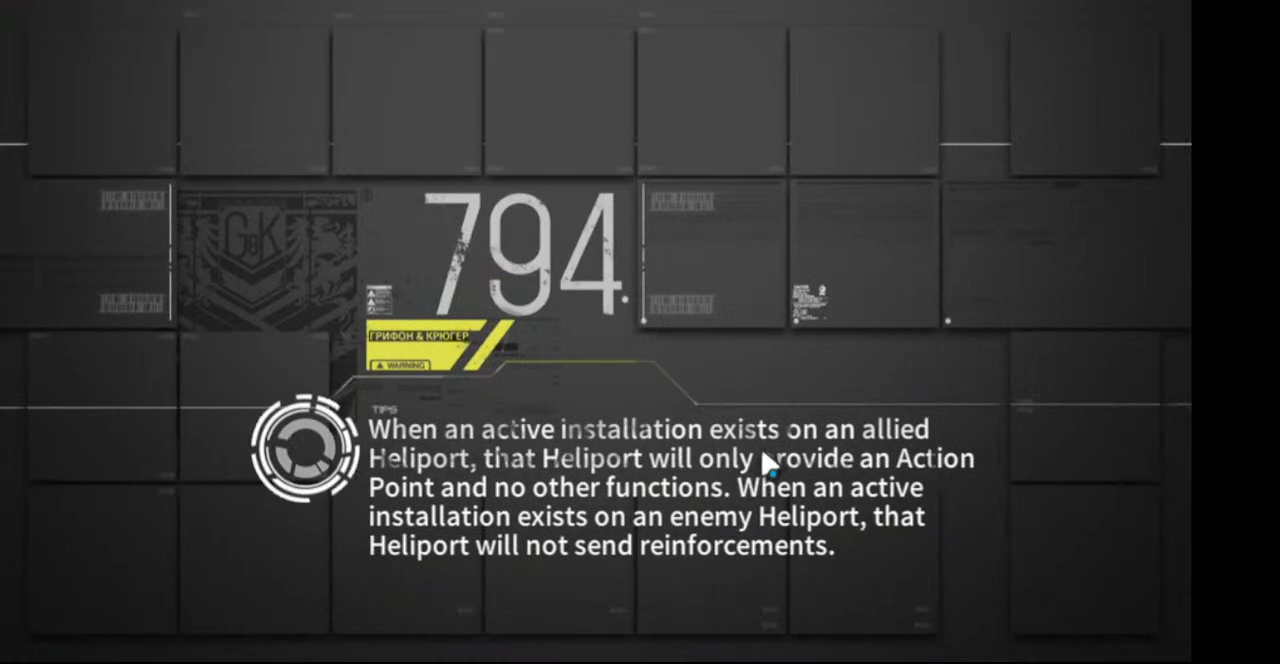 G&K
794.
ГРИФОН & КРЮГЕР
WARNING
TIPS
When an active installation exists on an allied
Heliport, that Heliport will only provide an Action
Point and no other functions. When an active
installation exists on an enemy Heliport, that
Heliport will not send reinforcements.